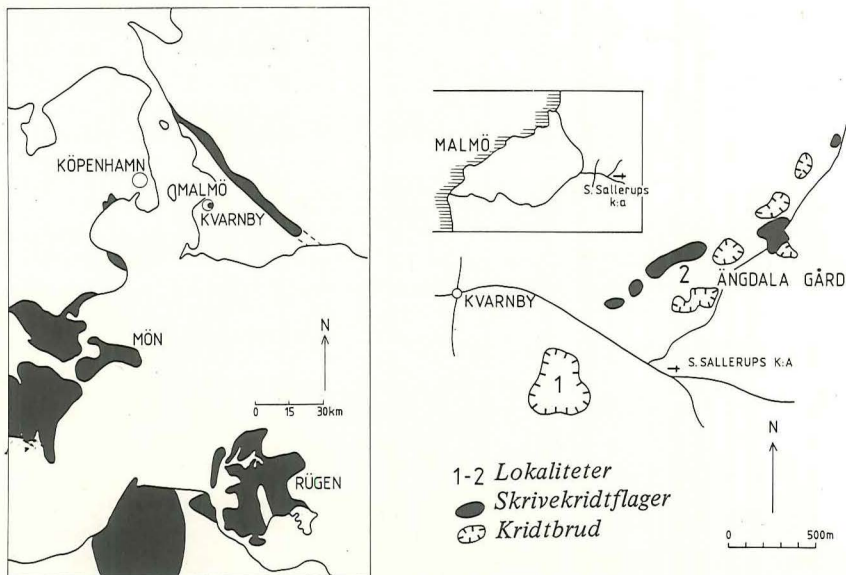 KÖPENHAMN
MALMÖ
KVARNBY
MÖN
N
0 15 30km
RÜGEN
MALMÖ
S. Sallerups
k:a
2 ÄNGDALA GÅRD
KVARNBY
S. SALLERUPS K:A
1
N
1-2 Lokaliteter
Skrivekridtflager
Kridtbrud
0 500m